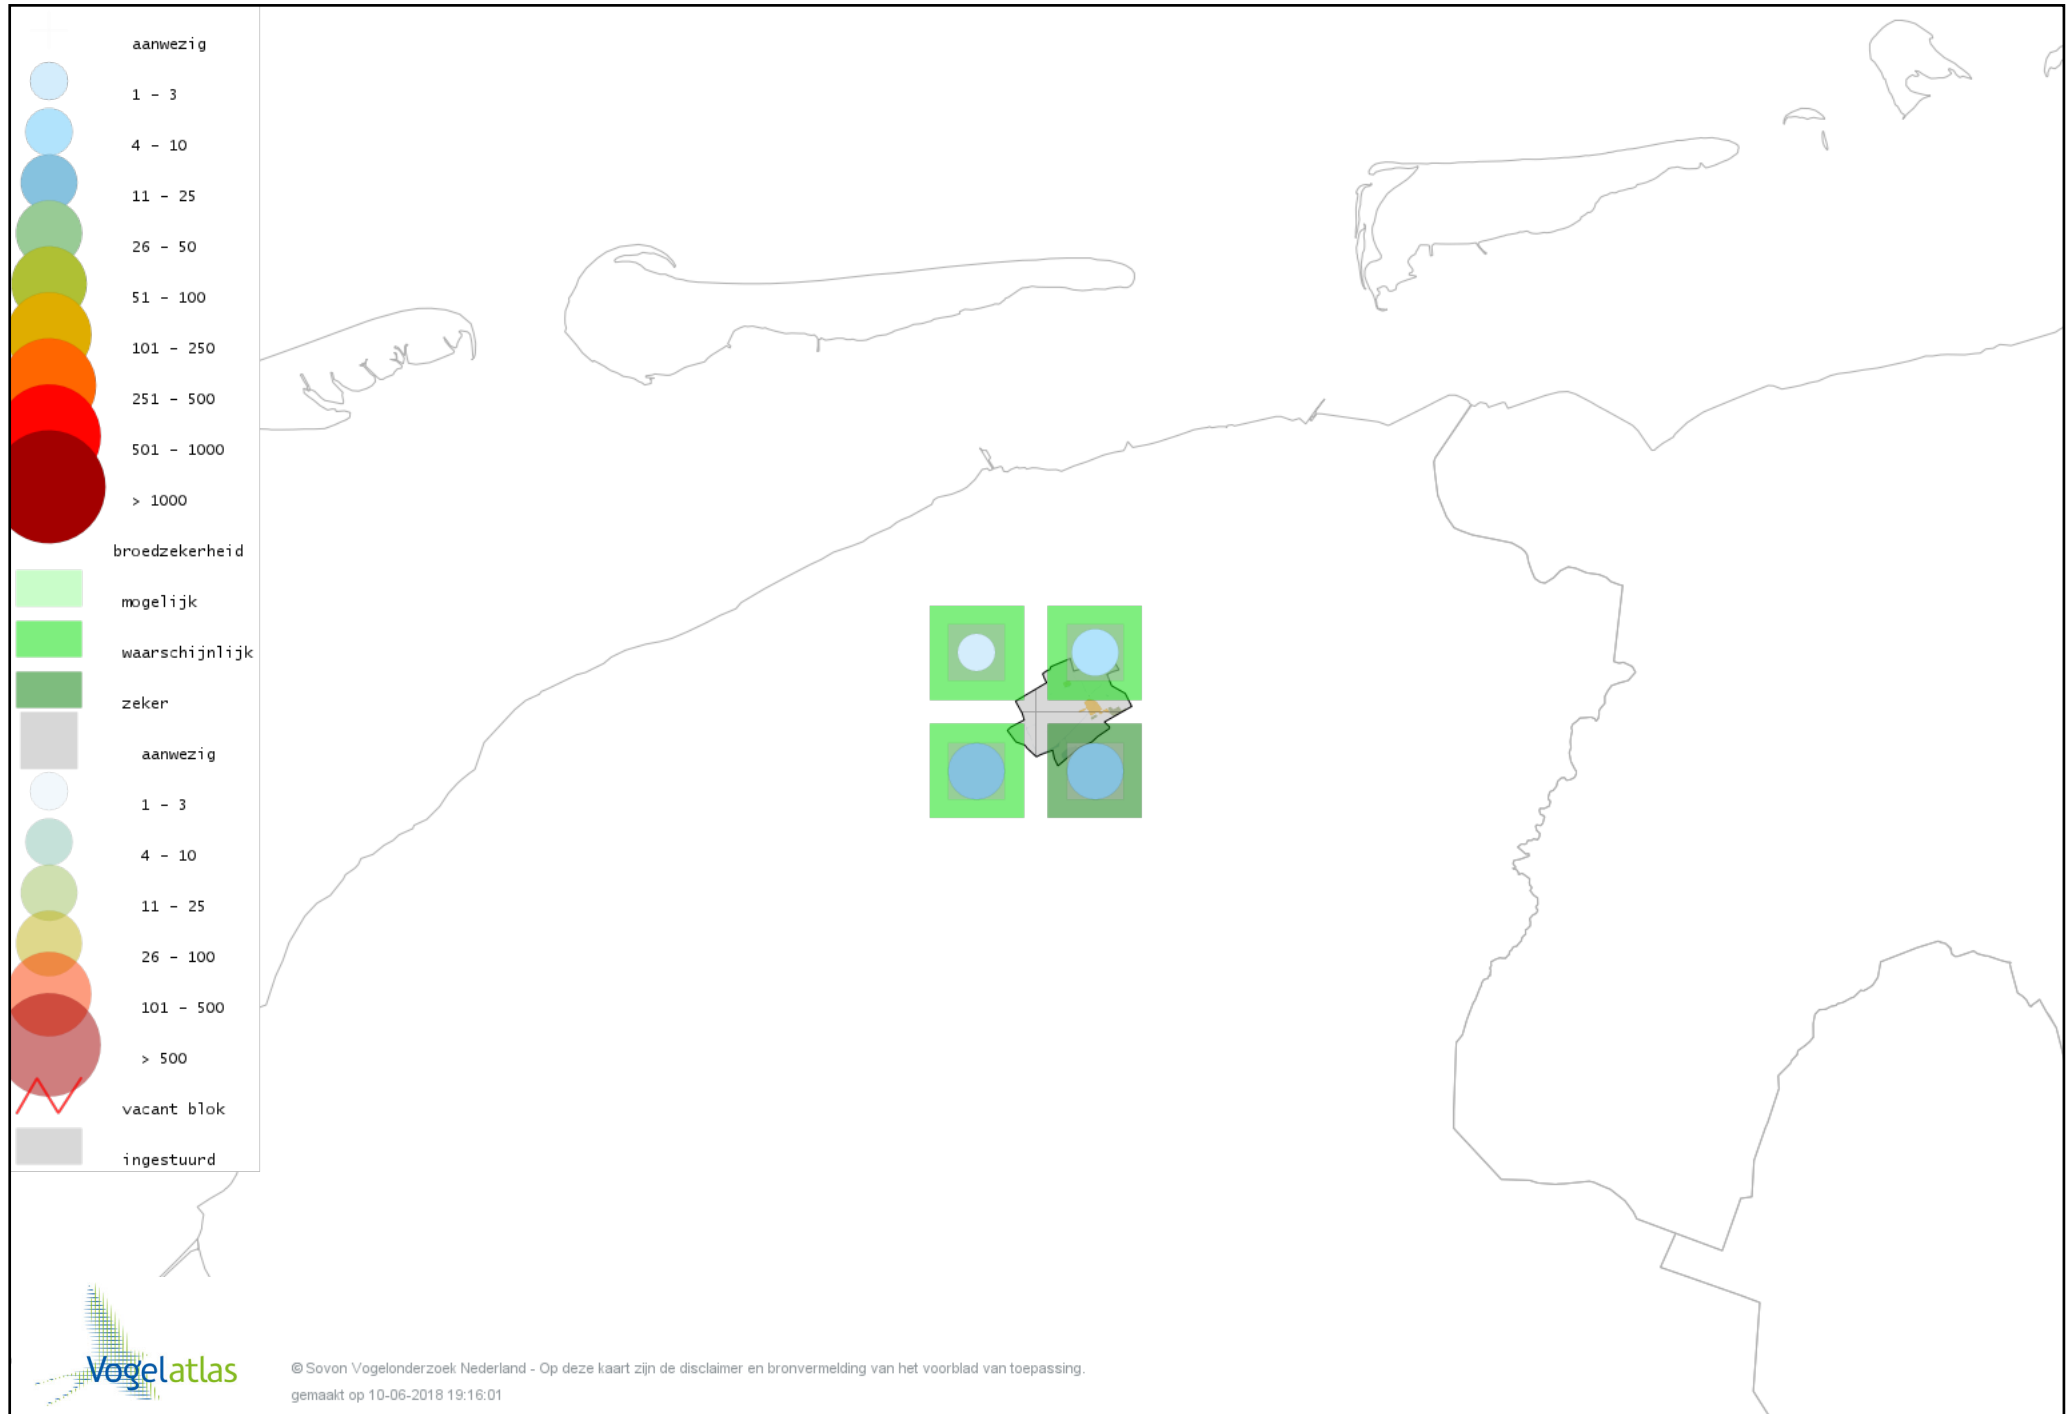 aanwezig
1 - 3
4 - 10
11 - 25
26 - 50
51 - 100
101 - 250
251 - 500
501 - 1000
> 1000
broedzekerheid
mogelijk
waarschijnlijk
zeker
aanwezig
1 - 3
4 - 10
11 - 25
26 - 100
101 - 500
> 500
vacant blok
ingestuurd
Vogelatlas
© Sovon Vogelonderzoek Nederland - Op deze kaart zijn de disclaimer en bronvermelding van het voorblad van toepassing.
gemaakt op 10-06-2018 19:16:01